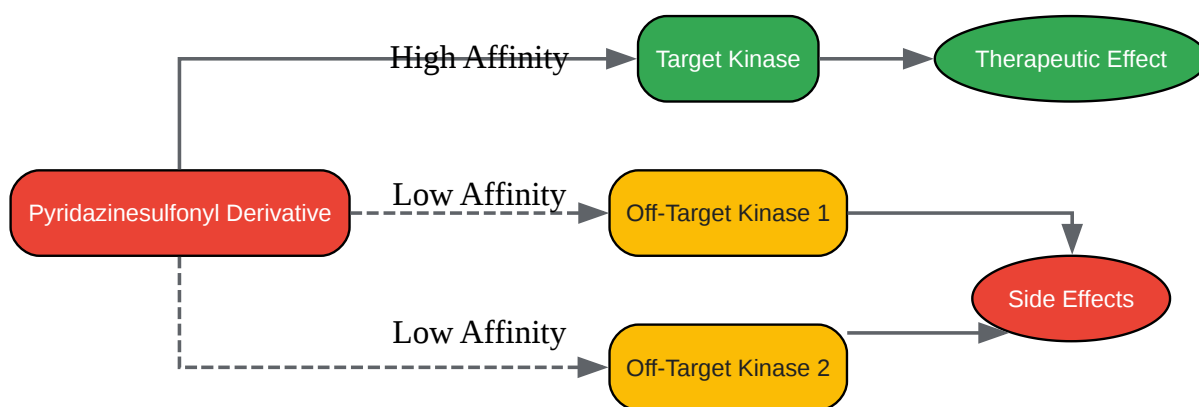 High Affinity
Target Kinase
Therapeutic Effect
Pyridazinesulfonyl Derivative
Low Affinity
Off-Target Kinase 1
Side Effects
Low Affinity
Off-Target Kinase 2